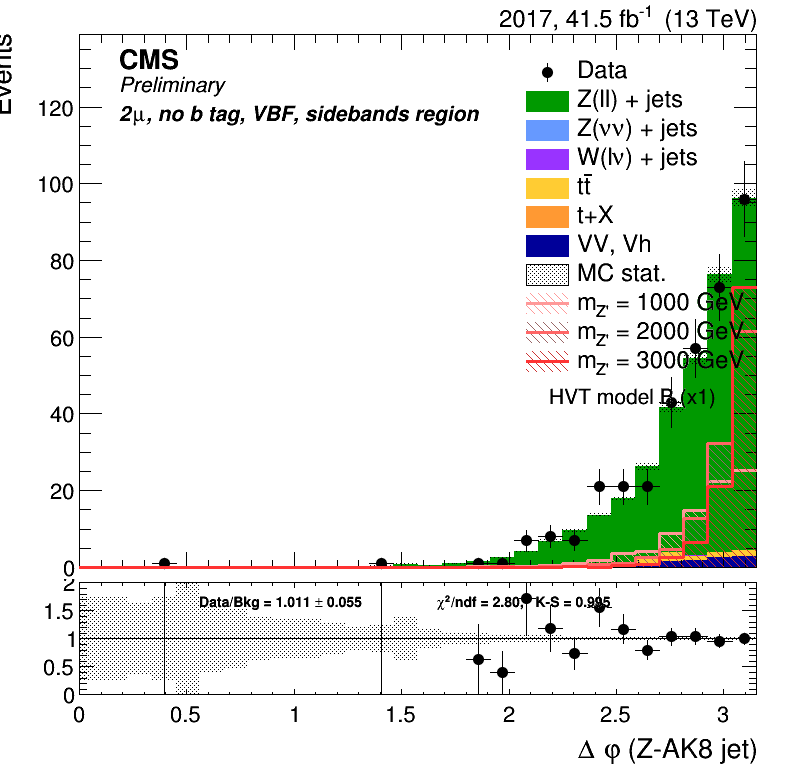 2017, 41.5 fb⁻¹ (13 TeV)
Events
CMS
Preliminary
2μ, no b tag, VBF, sidebands region
Data
Z(ll) + jets
Z(νν) + jets
W(lν) + jets
tt̄
t+X
VV, Vh
MC stat.
m_Z' = 1000 GeV
m_Z' = 2000 GeV
m_Z' = 3000 GeV
HVT model B (x1)
120
100
80
60
40
20
0
2
1.5
1
0.5
0
Data/Bkg = 1.011 ± 0.055
χ²/ndf = 2.80, K-S = 0.995
0 0.5 1 1.5 2 2.5 3
Δ φ (Z-AK8 jet)